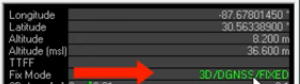 Longitude -87.67801450°
Latitude 30.56338900°
Altitude 8.200 m
Altitude (msl) 36.600 m
TTFF
Fix Mode 3D/DGNSS/FIXED